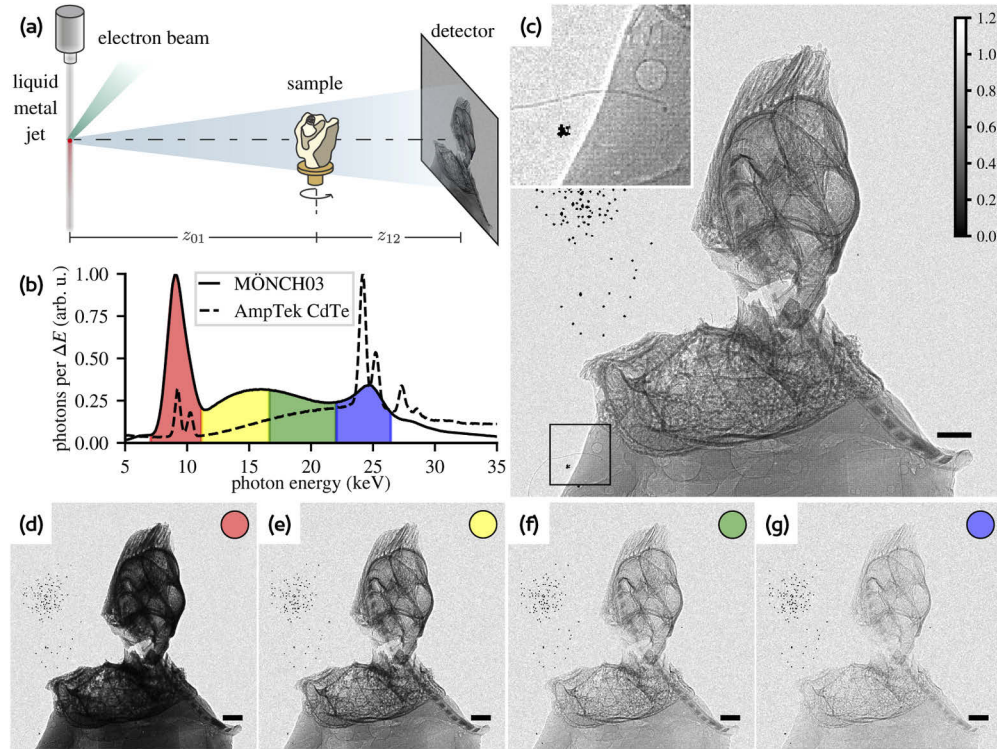 (a)
electron beam
liquid
metal
jet
sample
detector
z01
z12
(b)
photons per ΔE (arb. u.)
1.00
0.75
0.50
0.25
0.00
MÖNCH03
AmpTek CdTe
5 10 15 20 25 30 35
photon energy (keV)
(c)
1.2
1.0
0.8
0.6
0.4
0.2
0.0
(d)
(e)
(f)
(g)